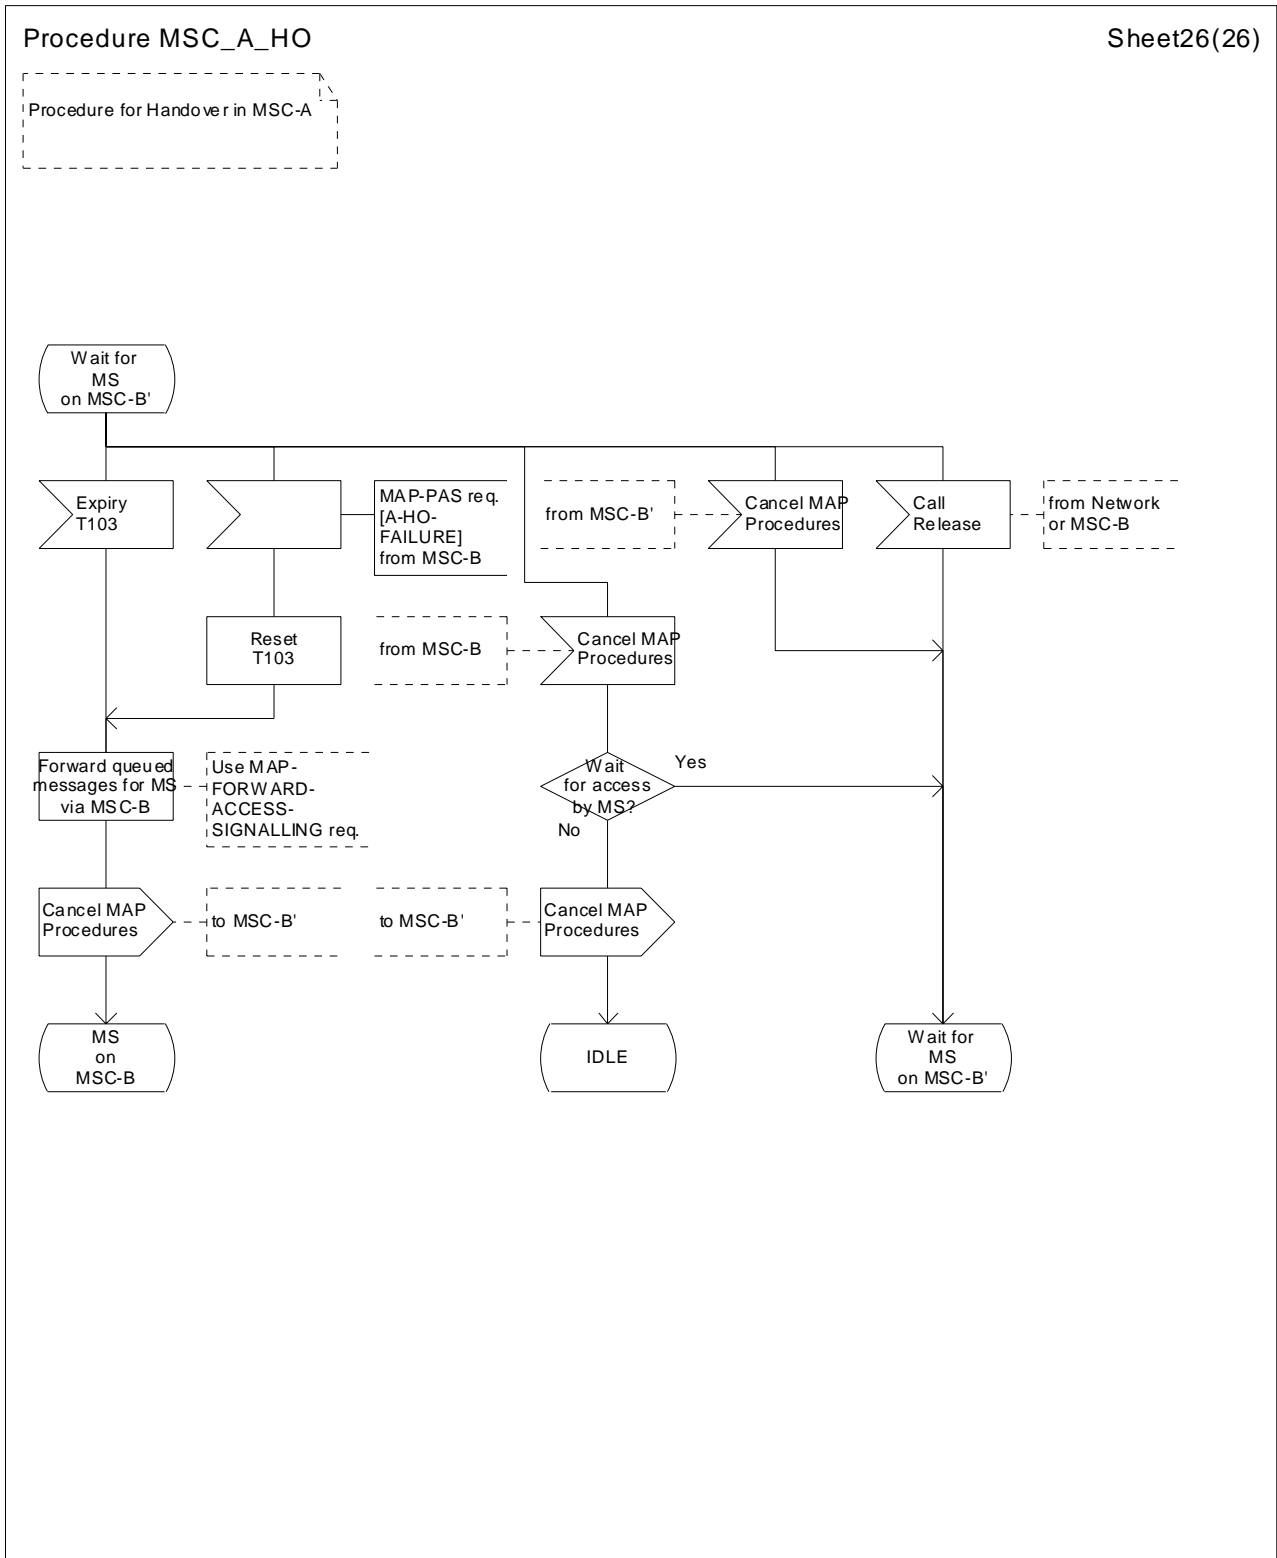 Procedure MSC_A_HO
Sheet26(26)
Procedure for Handover in MSC-A
Wait for
MS
on MSC-B'
Expiry
T103
MAP-PAS req.
[A-HO-
FAILURE]
from MSC-B
from MSC-B'
Cancel MAP
Procedures
Call
Release
from Network
or MSC-B
Reset
T103
from MSC-B
Cancel MAP
Procedures
Forward queued
messages for MS
via MSC-B
Use MAP-
FORWARD-
ACCESS-
SIGNALLING req.
Wait
for access
by MS?
Yes
No
Cancel MAP
Procedures
to MSC-B'
to MSC-B'
Cancel MAP
Procedures
MS
on
MSC-B
IDLE
Wait for
MS
on MSC-B'